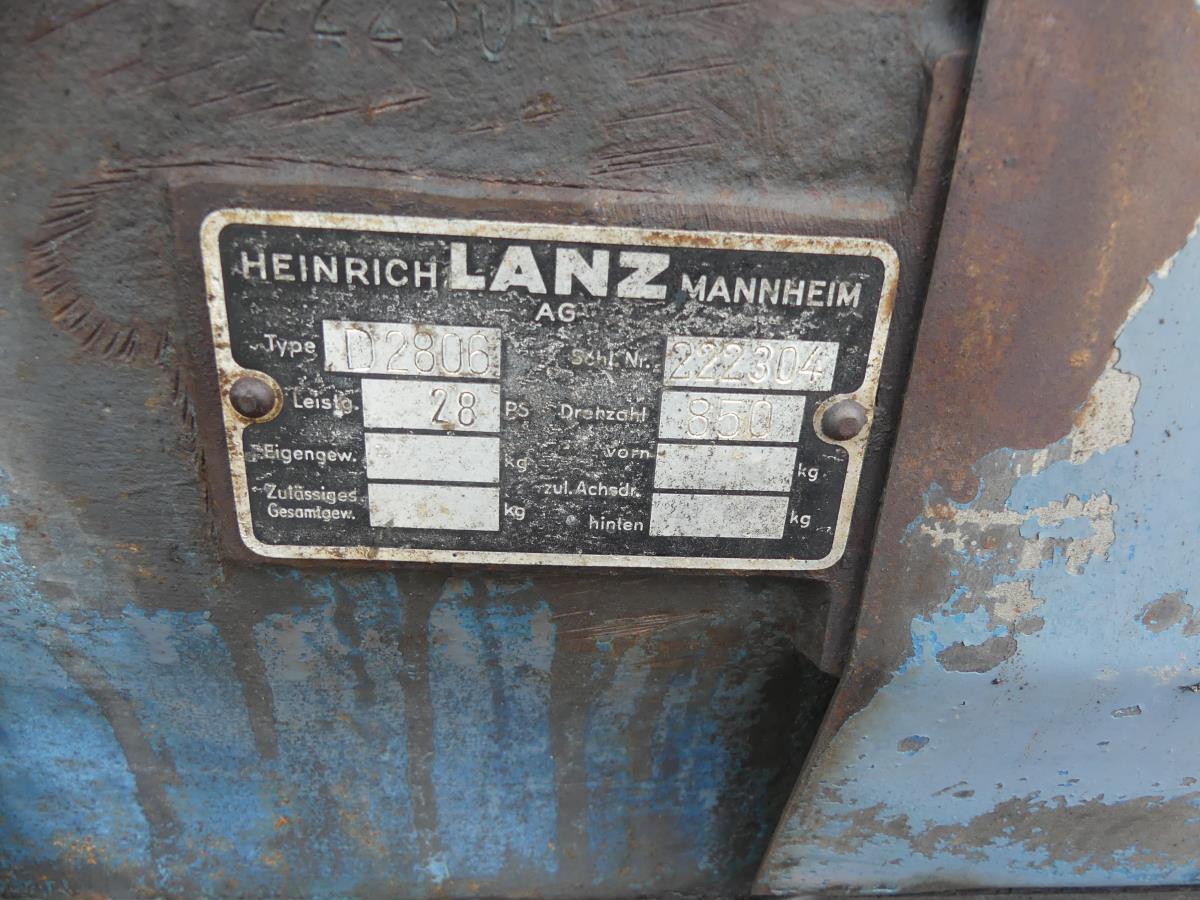 222304
HEINRICH LANZ MANNHEIM
AG
Type D2806 Schl. Nr. 222304
Leistg. 28 PS Drehzahl 850
Eigengew. kg vorn kg
zul. Achsdr.
Zulässiges Gesamtgew. kg hinten kg